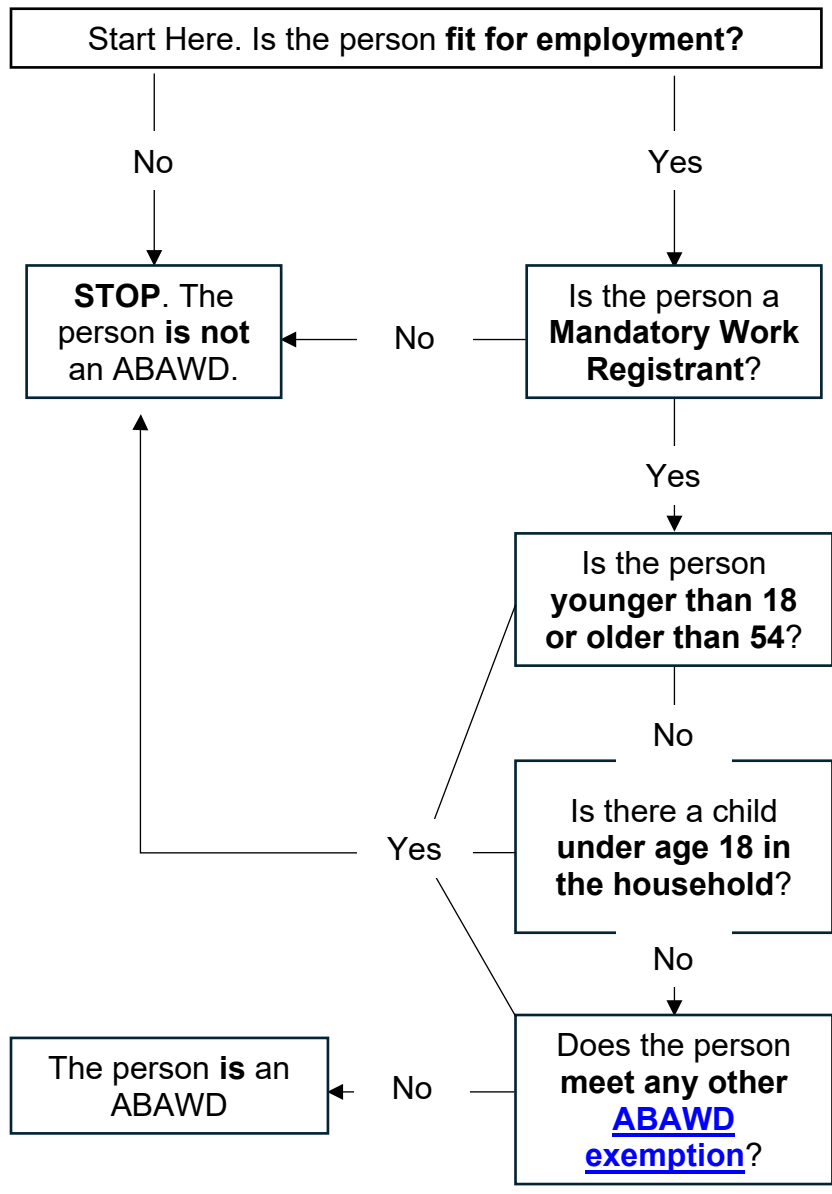 Start Here. Is the person fit for employment?
No
Yes
STOP. The
person is not
an ABAWD.
No
Is the person a
Mandatory Work
Registrant?
Yes
Is the person
younger than 18
or older than 54?
No
Is there a child
under age 18 in
the household?
Yes
No
Does the person
meet any other
ABAWD
exemption?
No
The person is an
ABAWD